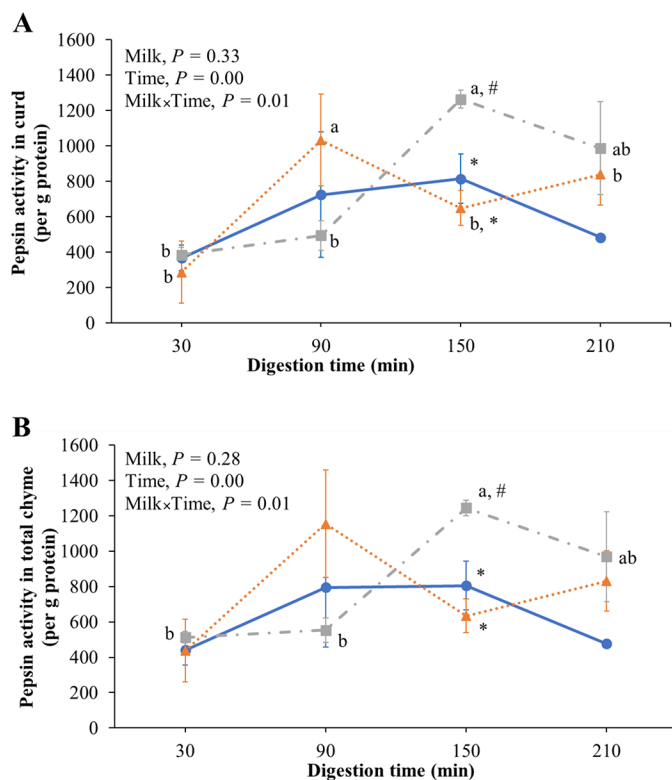 A
Pepsin activity in curd
(per g protein)
1600
1400
1200
1000
800
600
400
200
0
Milk, P = 0.33
Time, P = 0.00
Milk×Time, P = 0.01
a, #
a
ab
*
b
b
b, *
b
b
30 90 150 210
Digestion time (min)
B
Pepsin activity in total chyme
(per g protein)
1600
1400
1200
1000
800
600
400
200
0
Milk, P = 0.28
Time, P = 0.00
Milk×Time, P = 0.01
a, #
ab
*
b
b
*
30 90 150 210
Digestion time (min)